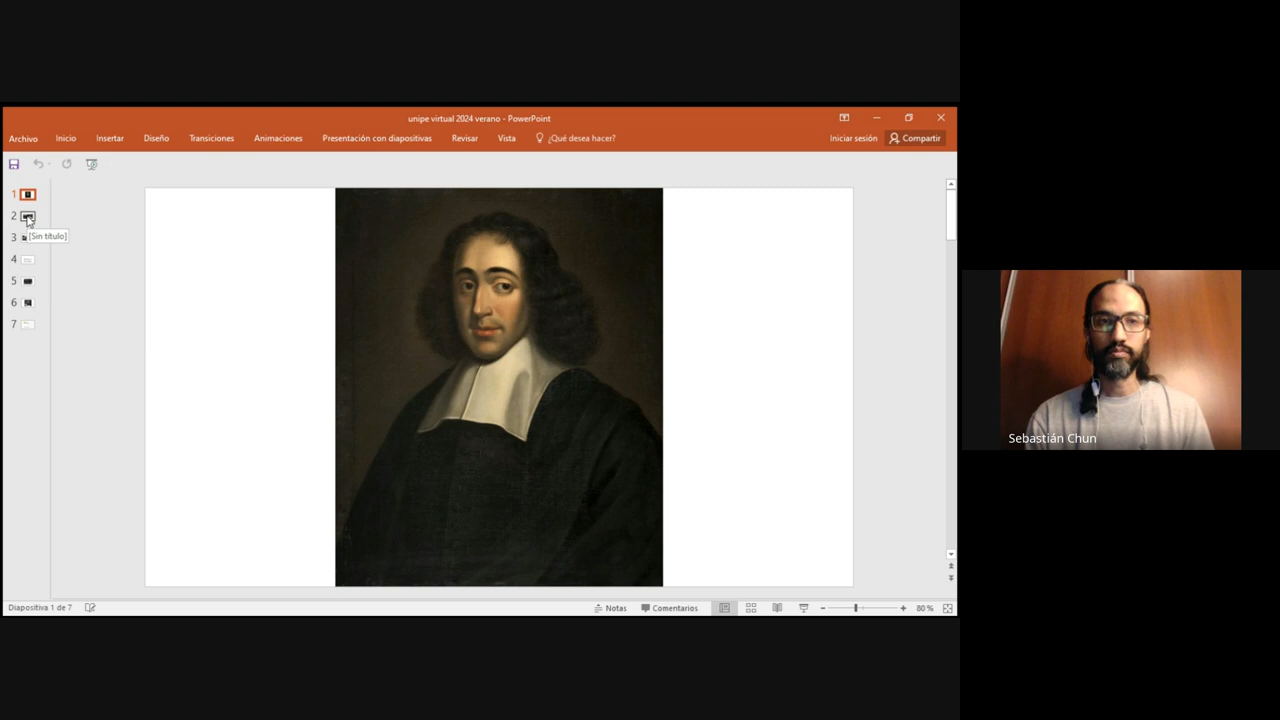 unipe virtual 2024 verano - PowerPoint
Archivo Inicio Insertar Diseño Transiciones Animaciones Presentación con diapositivas Revisar Vista ¿Qué desea hacer? Iniciar sesión Compartir
1
2
[Sin título]
3
4
5
6
7
Sebastián Chun
Diapositiva 1 de 7 Notas Comentarios 80 %